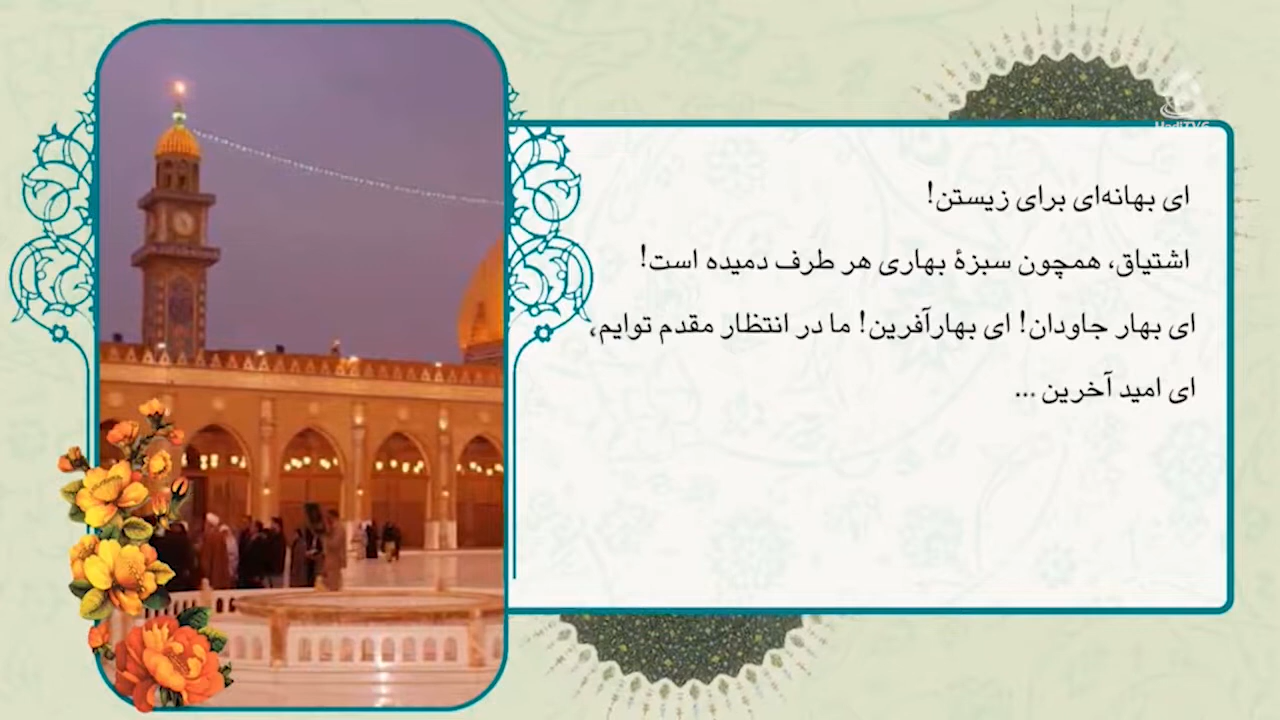 ای بهانه‌ای برای زیستن!
اشتیاق، همچون سبزهٔ بهاری هر طرف دمیده است!
ای بهار جاودان! ای بهارآفرین! ما در انتظار مقدم توایم،
ای امید آخرین ...